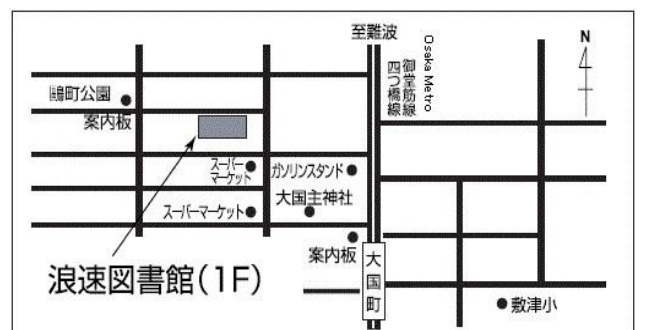 至難波
N
Osaka Metro
御堂筋線
四つ橋線
鴎町公園
案内板
スーパー
マーケット
ガソリンスタンド
大国主神社
スーパーマーケット
案内板
浪速図書館(1F)
大国町
敷津小